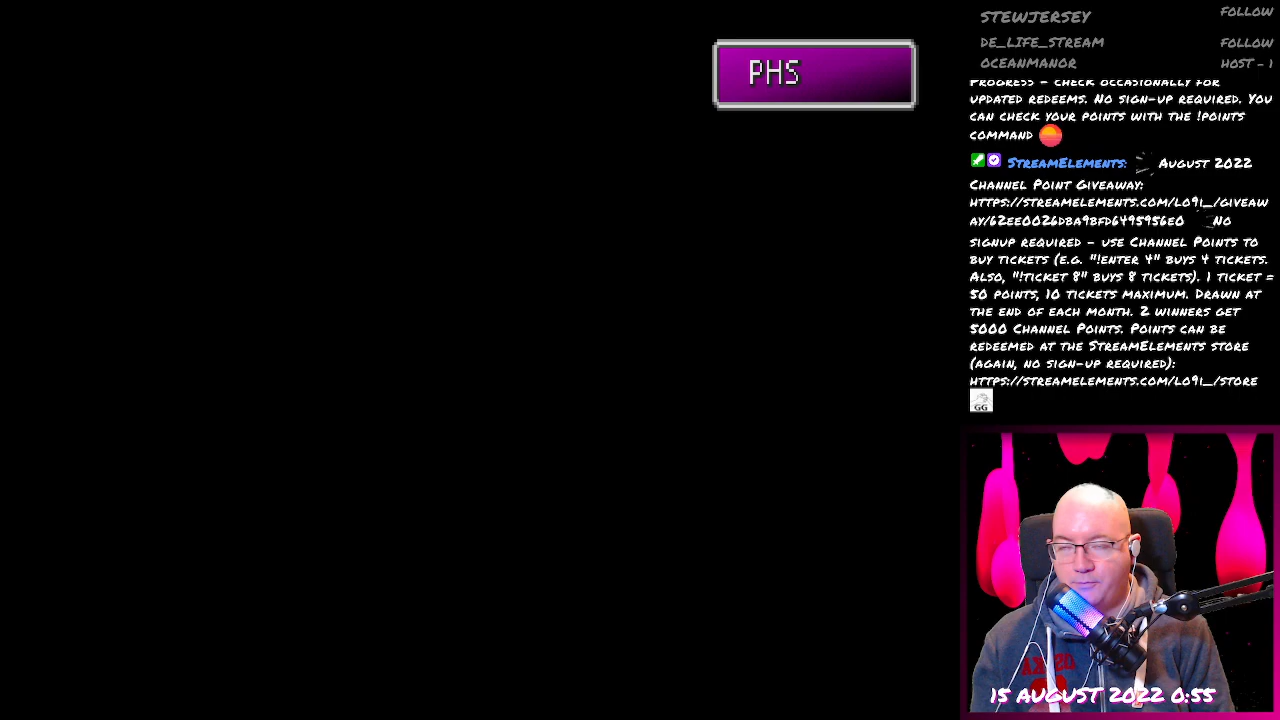 PHS
STEWJERSEY FOLLOW
DE_LIFE_STREAM FOLLOW
OCEANMANOR HOST - 1
PROGRESS - CHECK OCCASIONALLY FOR
UPDATED REDEEMS. NO SIGN-UP REQUIRED. YOU
CAN CHECK YOUR POINTS WITH THE !POINTS
COMMAND
STREAMELEMENTS: AUGUST 2022
CHANNEL POINT GIVEAWAY:
HTTPS://STREAMELEMENTS.COM/LO9I_/GIVEAW
AY/62EE0026DBA9BFD6495956E0 NO
SIGNUP REQUIRED - USE CHANNEL POINTS TO
BUY TICKETS (E.G. "!ENTER 4" BUYS 4 TICKETS.
ALSO, "!TICKET 8" BUYS 8 TICKETS). 1 TICKET =
50 POINTS, 10 TICKETS MAXIMUM. DRAWN AT
THE END OF EACH MONTH. 2 WINNERS GET
5000 CHANNEL POINTS. POINTS CAN BE
REDEEMED AT THE STREAMELEMENTS STORE
(AGAIN, NO SIGN-UP REQUIRED):
HTTPS://STREAMELEMENTS.COM/LO9I_/STORE
GG
15 AUGUST 2022 0:55